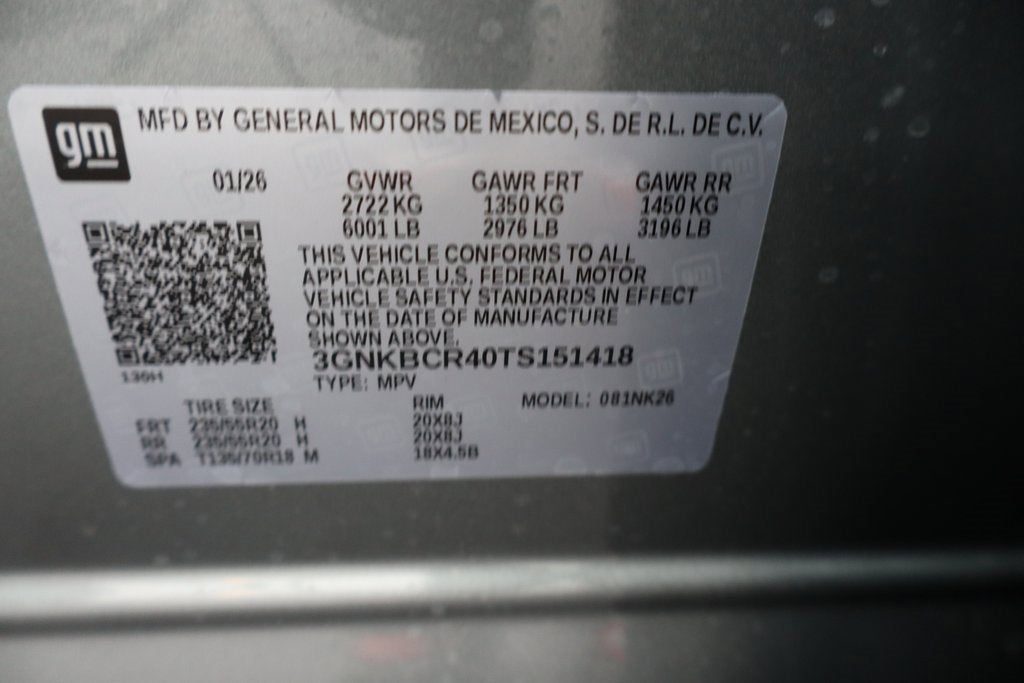 gm
MFD BY GENERAL MOTORS DE MEXICO, S. DE R.L. DE C.V.
01/26 GVWR GAWR FRT GAWR RR
2722 KG 1350 KG 1450 KG
6001 LB 2976 LB 3196 LB
THIS VEHICLE CONFORMS TO ALL
APPLICABLE U.S. FEDERAL MOTOR
VEHICLE SAFETY STANDARDS IN EFFECT
ON THE DATE OF MANUFACTURE
SHOWN ABOVE.
3GNKBCR40TS151418
136H
TYPE: MPV
TIRE SIZE RIM MODEL: 081NK26
FRT 235/55R20 H 20X8J
RR 235/55R20 H 20X8J
SPA T135/70R18 M 18X4.5B